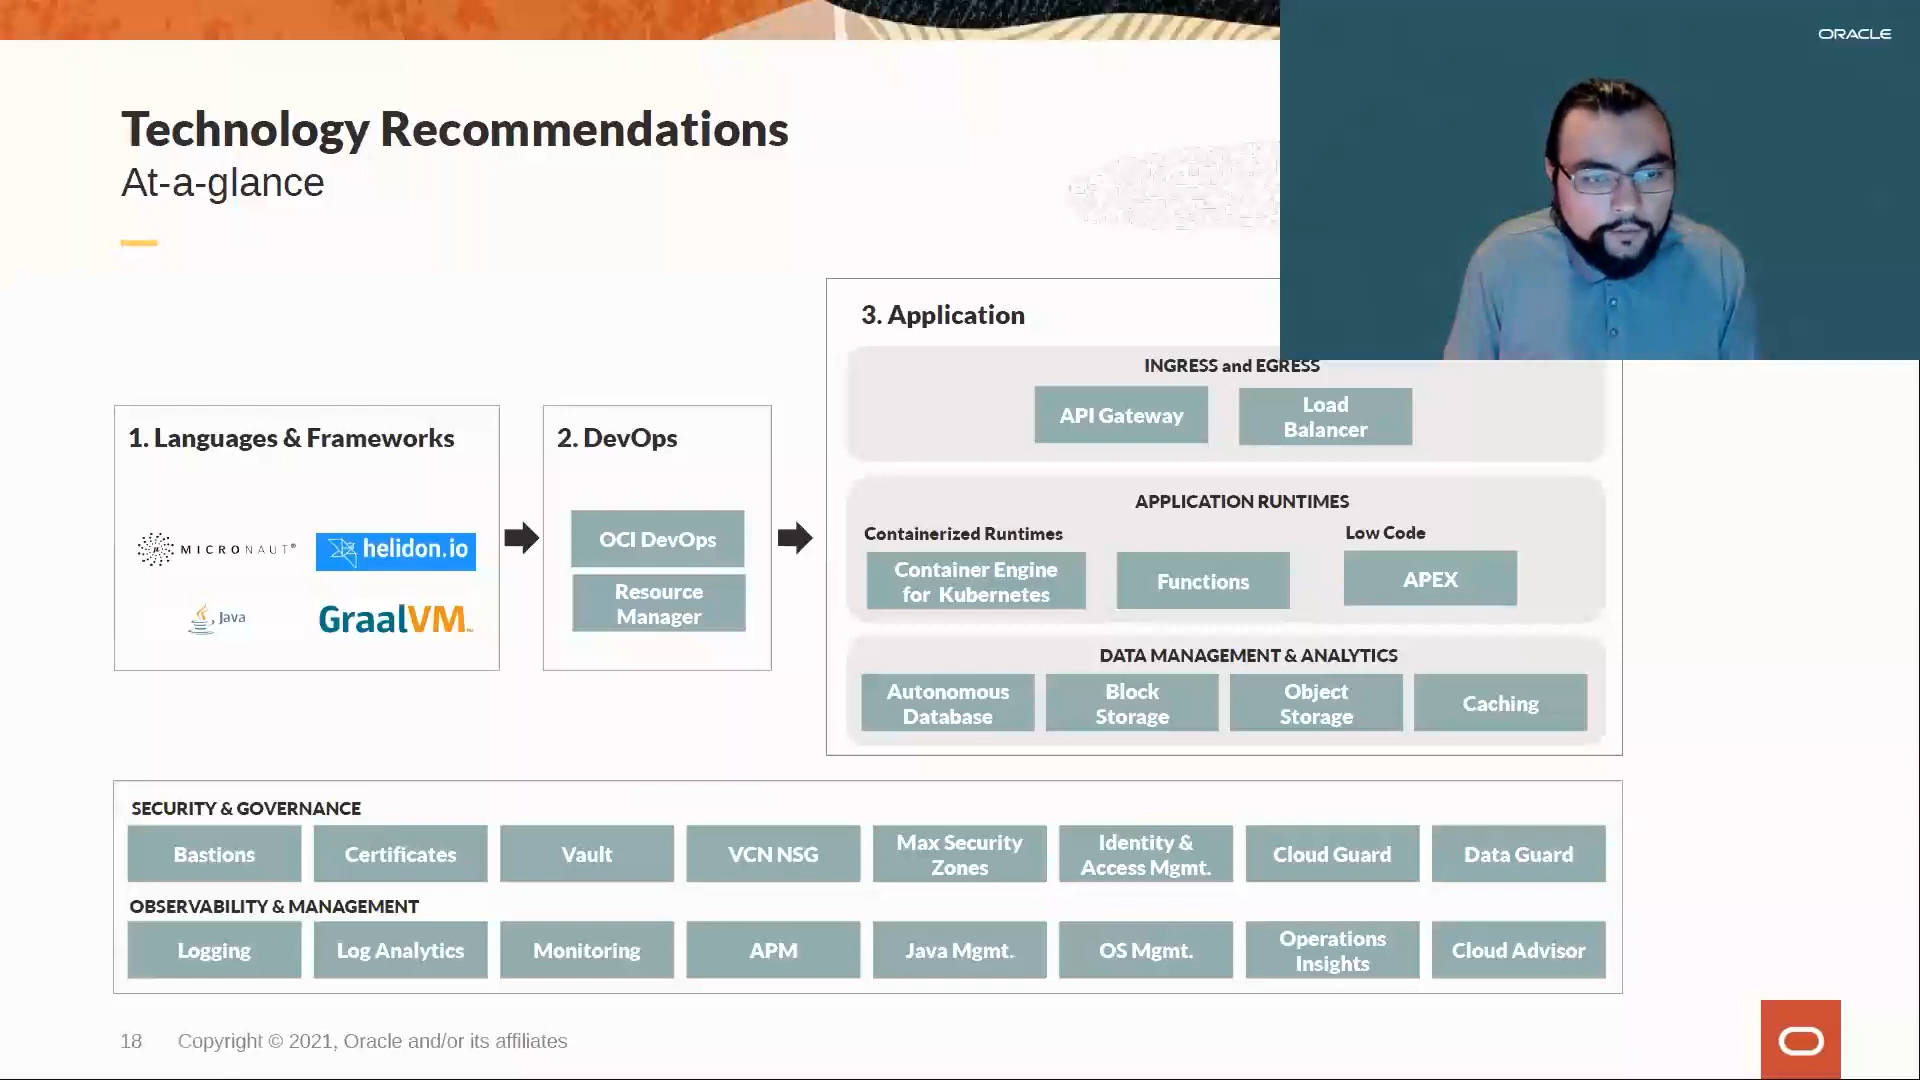 ORACLE
Technology Recommendations
At-a-glance
1. Languages & Frameworks
MICRONAUT®
helidon.io
Java
GraalVM™
2. DevOps
OCI DevOps
Resource
Manager
3. Application
INGRESS and EGRESS
API Gateway
Load
Balancer
APPLICATION RUNTIMES
Containerized Runtimes
Low Code
Container Engine
for Kubernetes
Functions
APEX
DATA MANAGEMENT & ANALYTICS
Autonomous
Database
Block
Storage
Object
Storage
Caching
SECURITY & GOVERNANCE
Bastions
Certificates
Vault
VCN NSG
Max Security
Zones
Identity &
Access Mgmt.
Cloud Guard
Data Guard
OBSERVABILITY & MANAGEMENT
Logging
Log Analytics
Monitoring
APM
Java Mgmt.
OS Mgmt.
Operations
Insights
Cloud Advisor
18 Copyright © 2021, Oracle and/or its affiliates